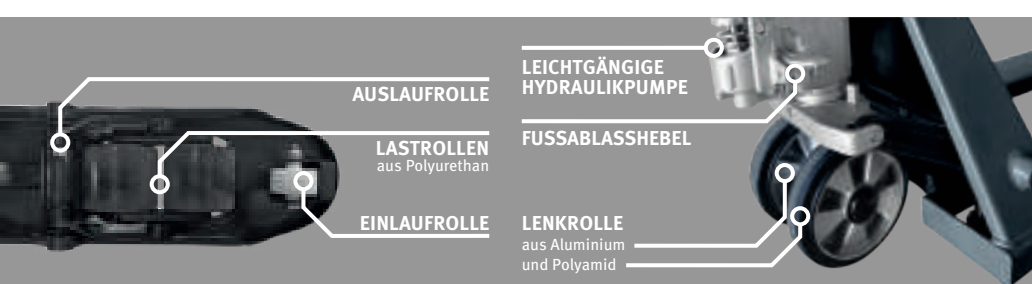 AUSLAUFROLLE
LASTROLLEN
aus Polyurethan
EINLAUFROLLE
LEICHTGÄNGIGE
HYDRAULIKPUMPE
FUSSABLASSHEBEL
LENKROLLE
aus Aluminium
und Polyamid